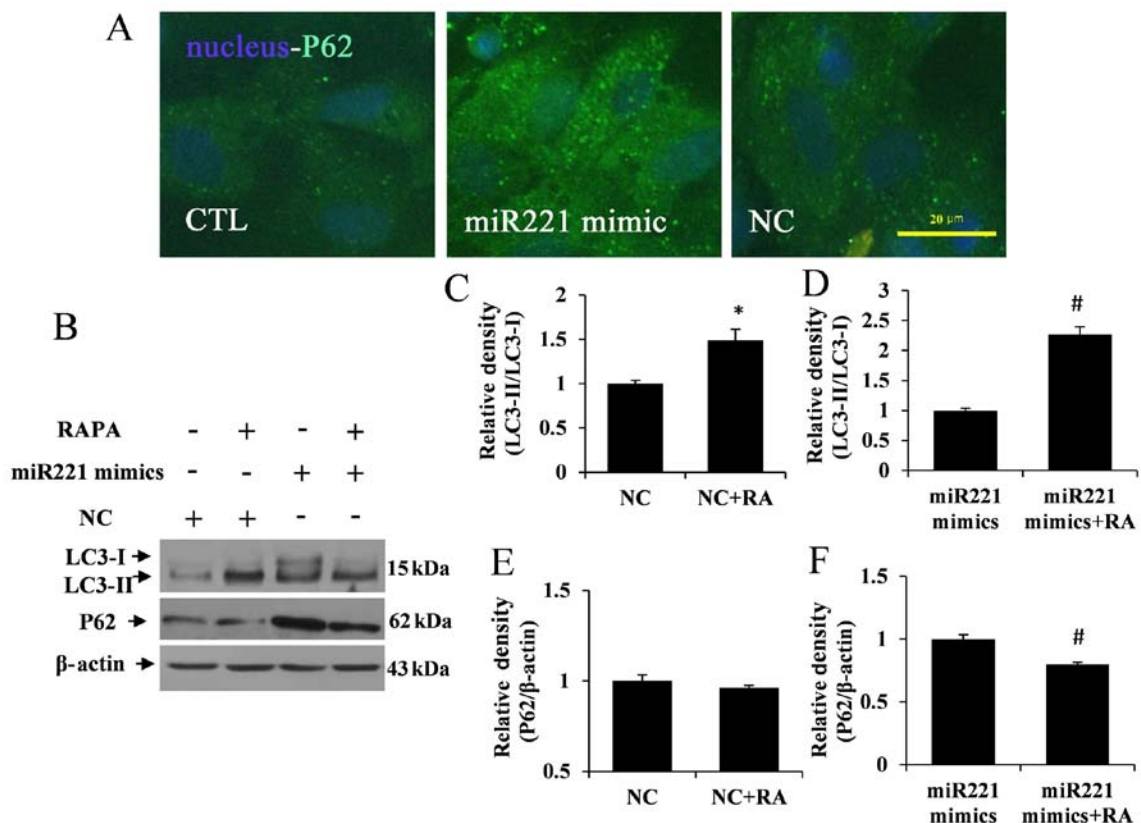 A
nucleus-P62
CTL
miR221 mimic
NC
20 μm
B
RAPA - + - +
miR221 mimics - - + +
NC + + - -
LC3-I
LC3-II
15 kDa
P62
62 kDa
β-actin
43 kDa
C
Relative density
(LC3-II/LC3-I)
2
1.5
1
0.5
0
*
NC NC+RA
D
Relative density
(LC3-II/LC3-I)
3
2.5
2
1.5
1
0.5
0
#
miR221 mimics
miR221 mimics+RA
E
Relative density
(P62/β-actin)
1.5
1
0.5
NC NC+RA
F
Relative density
(P62/β-actin)
1.5
1
0.5
0
#
miR221 mimics
miR221 mimics+RA